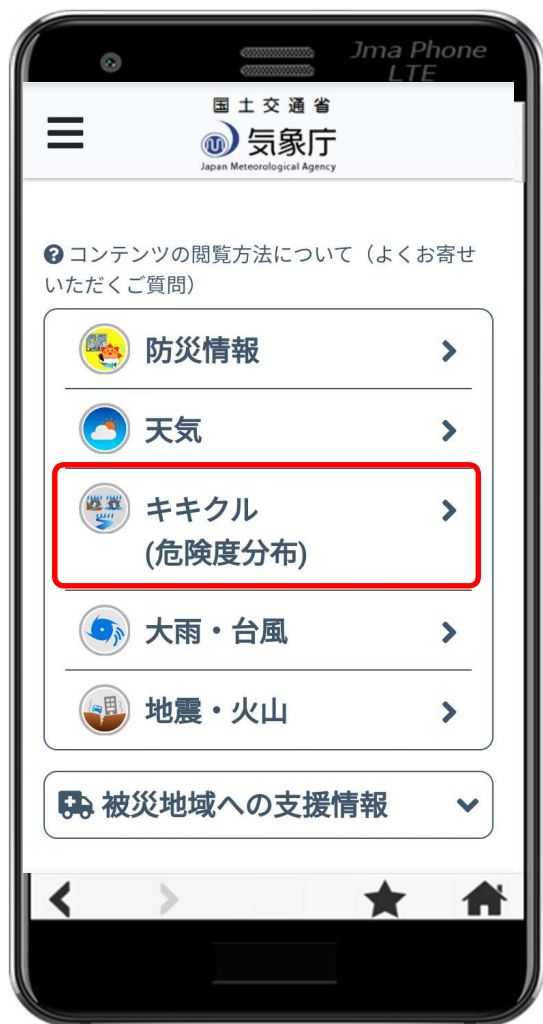 Jma Phone
LTE
国土交通省
気象庁
Japan Meteorological Agency
コンテンツの閲覧方法について（よくお寄せ
いただくご質問）
防災情報
天気
キキクル
(危険度分布)
大雨・台風
地震・火山
被災地域への支援情報